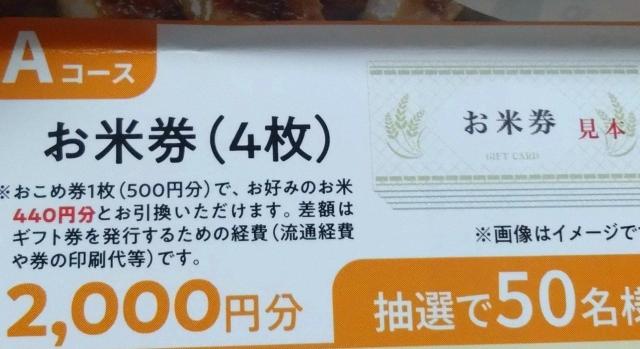 Aコース
お米券(4枚)
お米券 見本
GIFT CARD
※おこめ券1枚(500円分)で、お好みのお米
440円分とお引換いただけます。差額は
ギフト券を発行するための経費(流通経費
や券の印刷代等)です。
※画像はイメージで
2,000円分
抽選で50名様